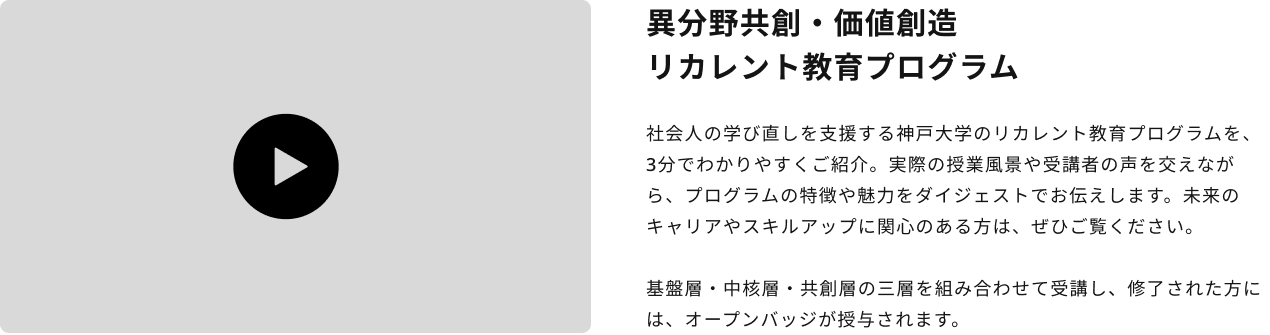 異分野共創・価値創造
リカレント教育プログラム
社会人の学び直しを支援する神戸大学のリカレント教育プログラムを、
3分でわかりやすくご紹介。実際の授業風景や受講者の声を交えなが
ら、プログラムの特徴や魅力をダイジェストでお伝えします。未来の
キャリアやスキルアップに関心のある方は、ぜひご覧ください。
基盤層・中核層・共創層の三層を組み合わせて受講し、修了された方に
は、オープンバッジが授与されます。